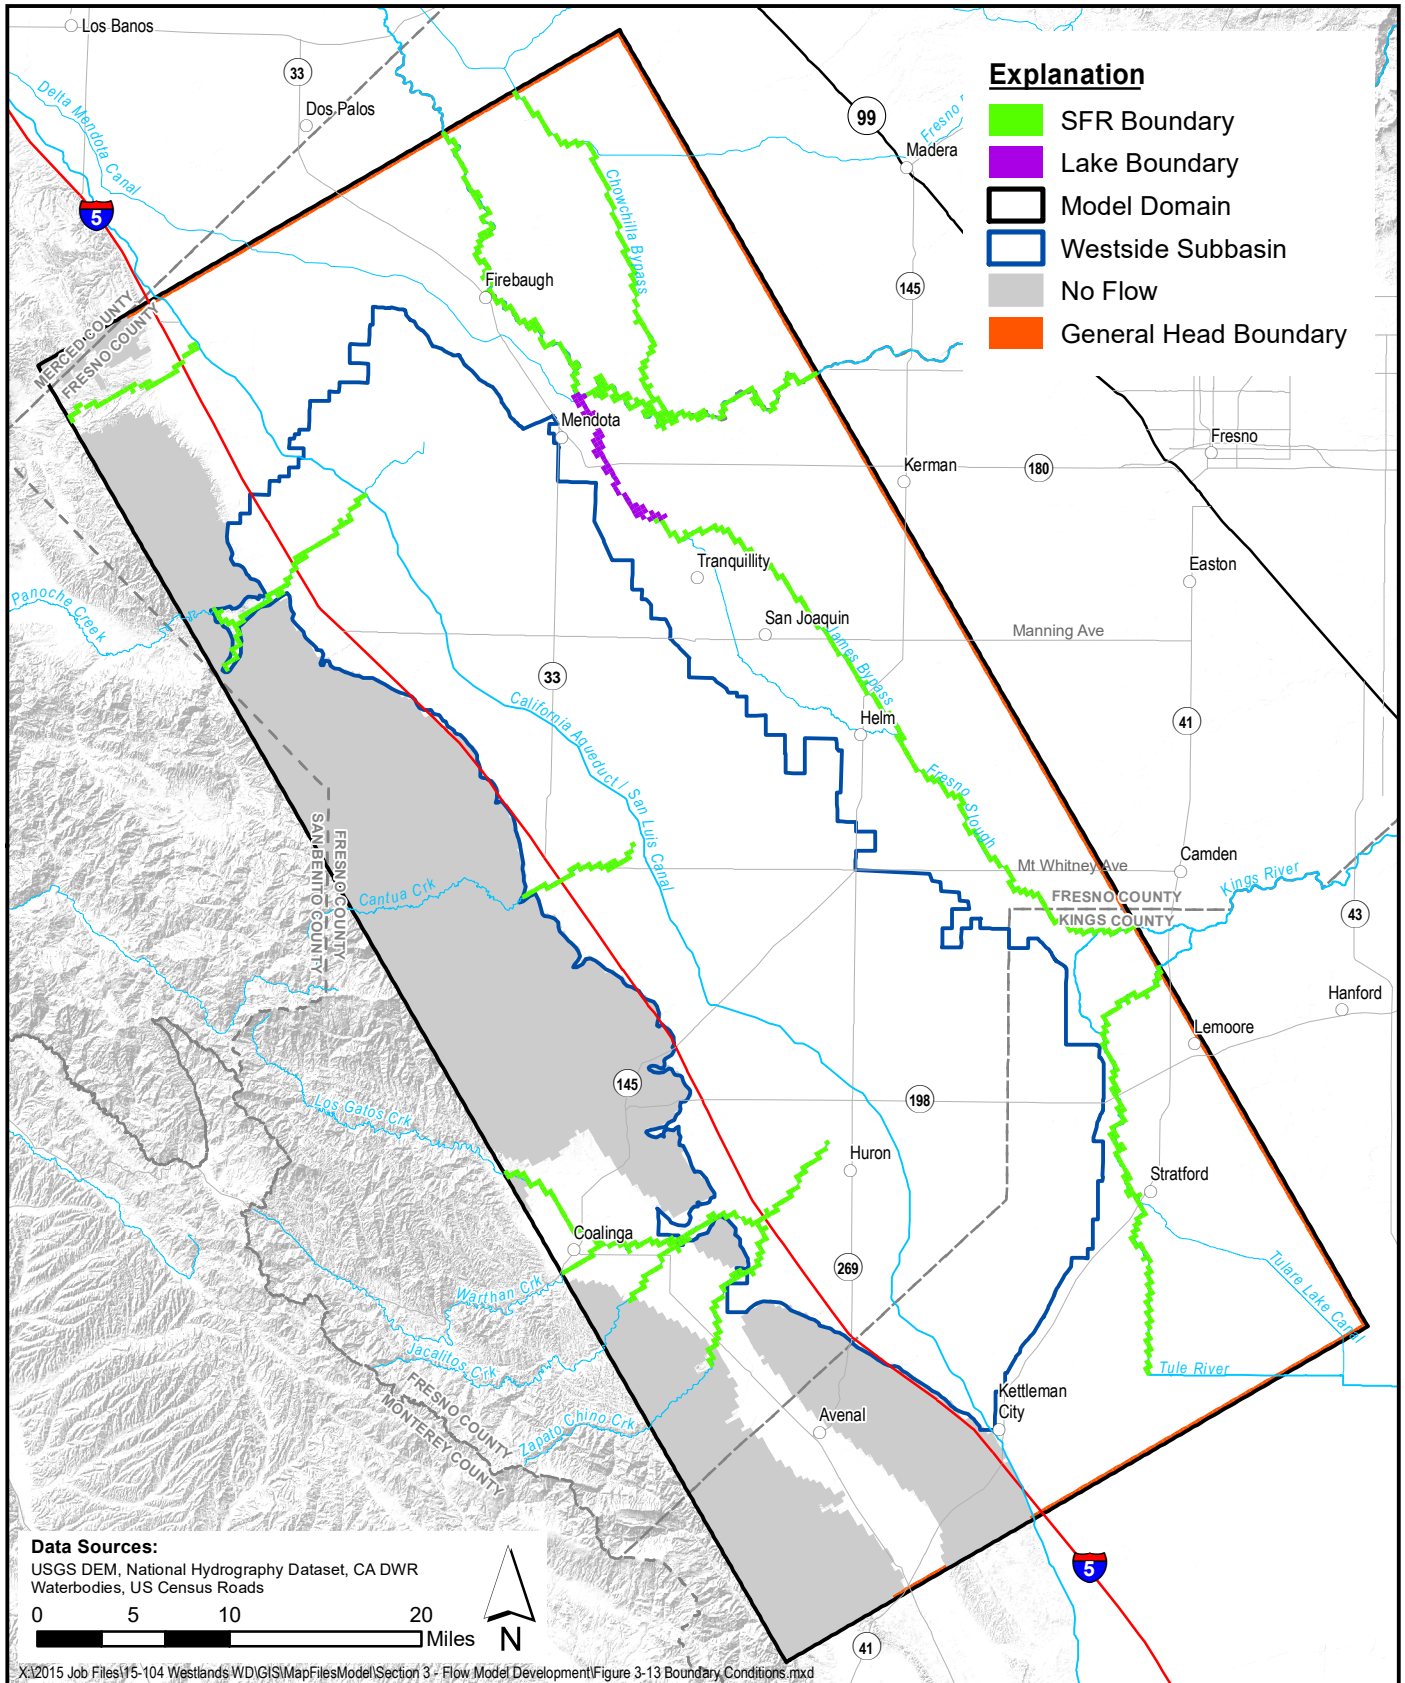 Los Banos
33
Dos Palos
Delta Mendota Canal
5
99
Fresno
Madera
Explanation
SFR Boundary
Lake Boundary
Model Domain
Westside Subbasin
No Flow
General Head Boundary
Chowchilla Bypass
Firebaugh
145
MERCED COUNTY
FRESNO COUNTY
Mendota
Kerman
180
Fresno
Tranquillity
Easton
Panoche Creek
San Joaquin
Manning Ave
James Bypass
33
California Aqueduct / San Luis Canal
Helm
41
Fresno Slough
SAN BENITO COUNTY
FRESNO COUNTY
Mt Whitney Ave
Camden
Cantua Crk
Kings River
FRESNO COUNTY
KINGS COUNTY
43
Hanford
Lemoore
145
198
Los Gatos Crk
Huron
Stratford
Coalinga
269
Warthan Crk
Tulare Lake Canal
Jacalitos Crk
Tule River
FRESNO COUNTY
MONTEREY COUNTY
Kettleman
City
Avenal
Zapato Chino Crk
Data Sources:
USGS DEM, National Hydrography Dataset, CA DWR
Waterbodies, US Census Roads
0 5 10 20
Miles
N
5
41
X:\2015 Job Files\15-104 Westlands WD\GIS\MapFilesModel\Section 3 - Flow Model Development\Figure 3-13 Boundary Conditions.mxd